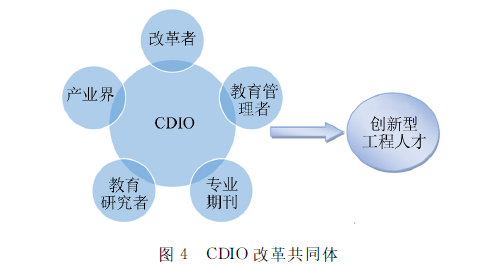 改革者
产业界
教育管
理者
CDIO
创新型
工程人才
教育
研究者
专业
期刊
图 4 CDIO 改革共同体